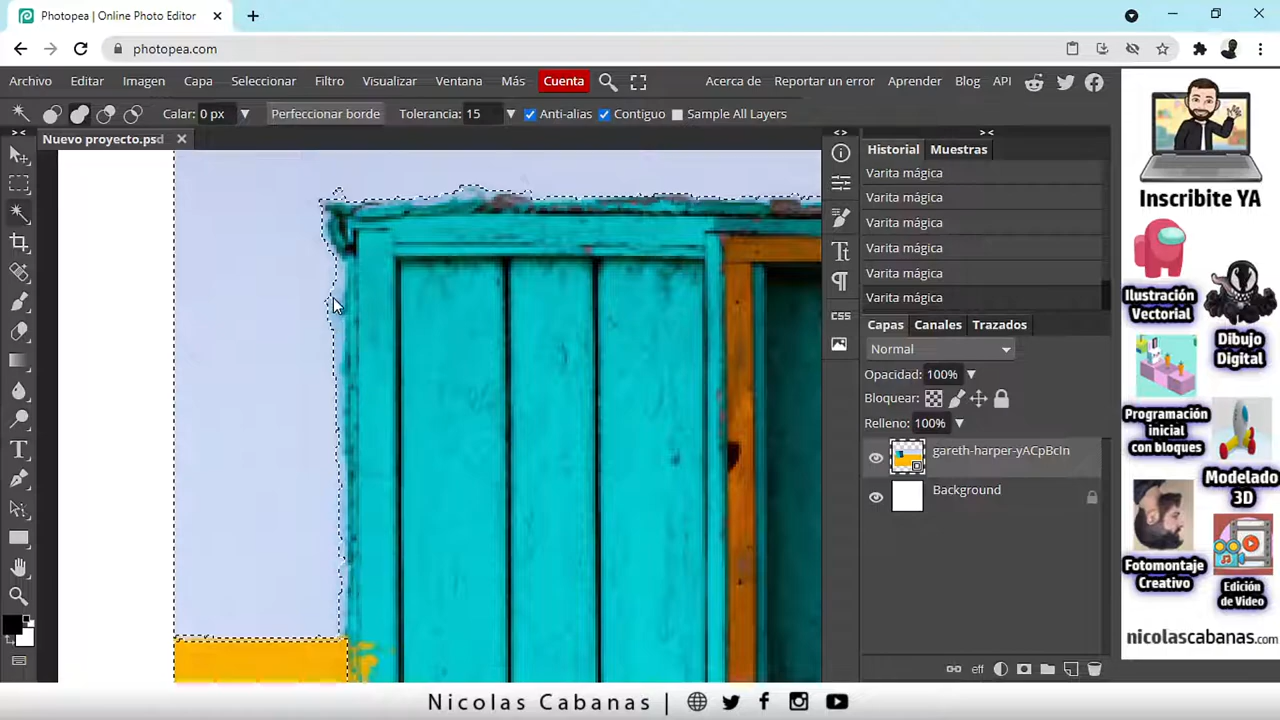 Photopea | Online Photo Editor
photopea.com
Archivo Editar Imagen Capa Seleccionar Filtro Visualizar Ventana Más Cuenta Acerca de Reportar un error Aprender Blog API
Calar: 0 px Perfeccionar borde Tolerancia: 15 Anti-alias Contiguo Sample All Layers
Nuevo proyecto.psd
Historial Muestras
Varita mágica
Varita mágica
Varita mágica
Varita mágica
Varita mágica
Varita mágica
CSS
Capas Canales Trazados
Normal
Opacidad: 100%
Bloquear:
Relleno: 100%
gareth-harper-yACpBcIn
Background
eff
Inscribite YA
Ilustración
Vectorial
Dibujo
Digital
Programación
inicial
con bloques
Modelado
3D
Fotomontaje
Creativo
Edición
de Video
nicolascabanas.com
Nicolas Cabanas |